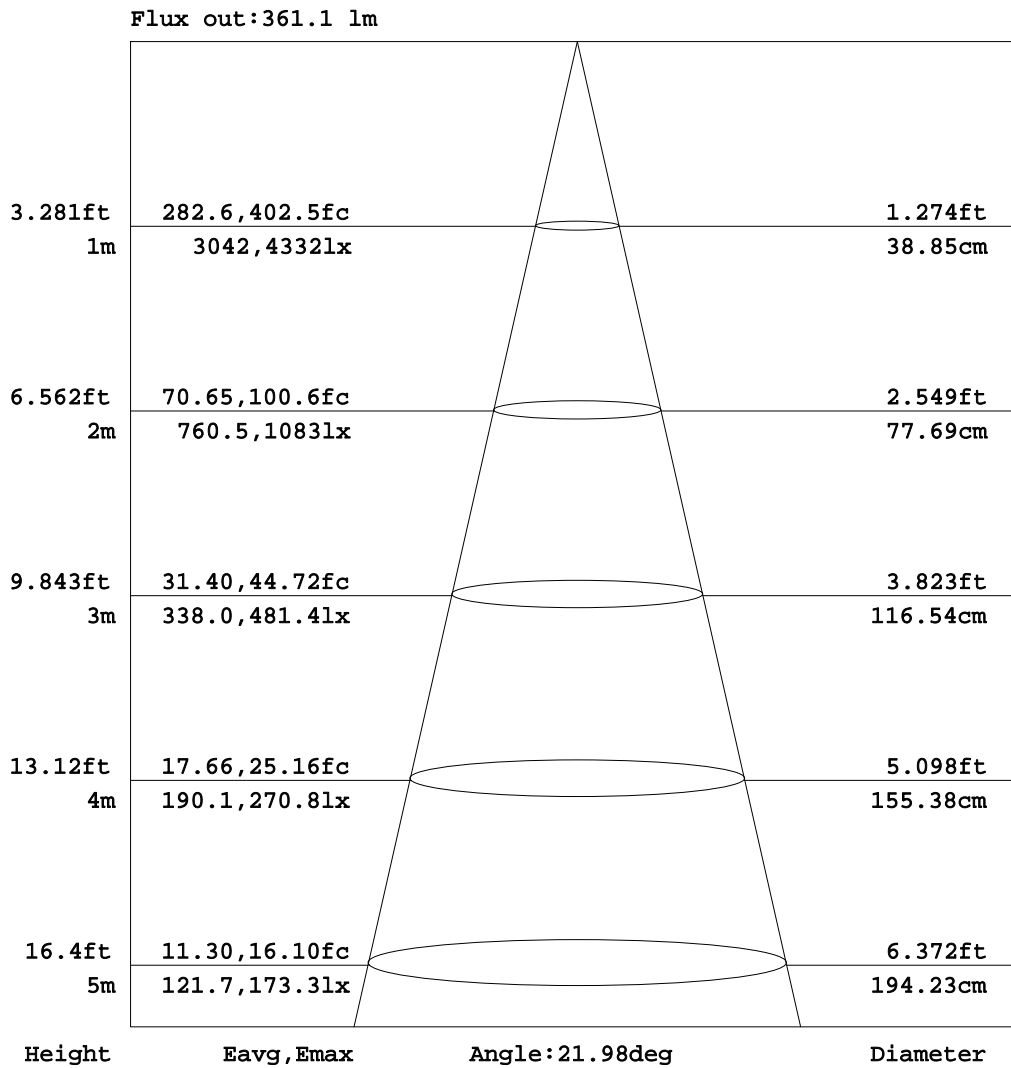 Flux out:361.1 lm
3.281ft 282.6,402.5fc 1.274ft
1m 3042,4332lx 38.85cm
6.562ft 70.65,100.6fc 2.549ft
2m 760.5,1083lx 77.69cm
9.843ft 31.40,44.72fc 3.823ft
3m 338.0,481.4lx 116.54cm
13.12ft 17.66,25.16fc 5.098ft
4m 190.1,270.8lx 155.38cm
16.4ft 11.30,16.10fc 6.372ft
5m 121.7,173.3lx 194.23cm
Height Eavg,Emax Angle:21.98deg Diameter